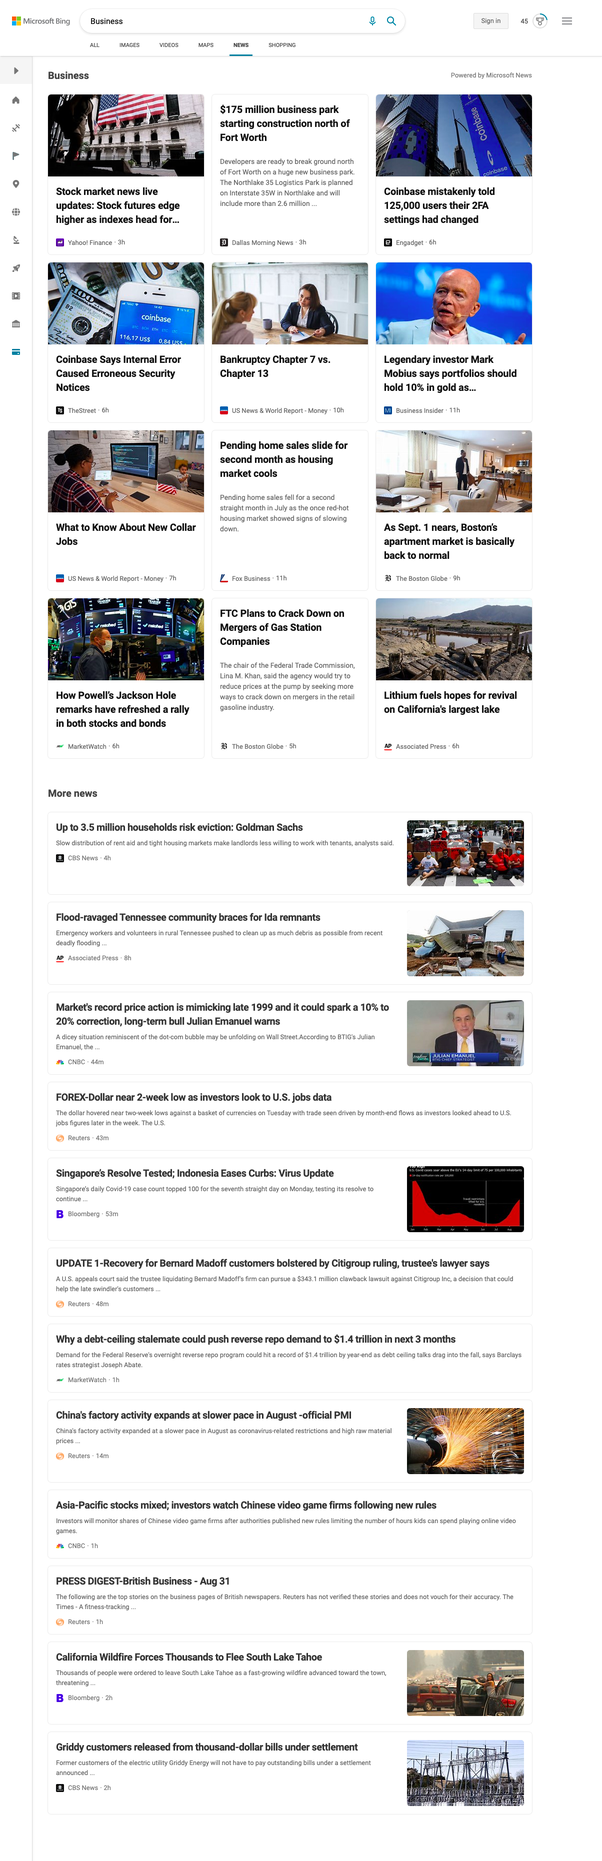 Microsoft Bing
Business
Sign in
45
ALL
IMAGES
VIDEOS
MAPS
NEWS
SHOPPING
Business
Powered by Microsoft News
Stock market news live
updates: Stock futures edge
higher as indexes head for...
Yahoo! Finance · 3h
$175 million business park
starting construction north of
Fort Worth
Developers are ready to break ground north
of Fort Worth on a huge new business park.
The Northlake 35 Logistics Park is planned
on Interstate 35W in Northlake and will
include more than 2.6 million ...
Dallas Morning News · 3h
coinbase
Coinbase mistakenly told
125,000 users their 2FA
settings had changed
Engadget · 6h
coinbase
116,17 US$
0,84 US$
Coinbase Says Internal Error
Caused Erroneous Security
Notices
TheStreet · 6h
Bankruptcy Chapter 7 vs.
Chapter 13
US News & World Report - Money · 10h
Legendary investor Mark
Mobius says portfolios should
hold 10% in gold as...
Business Insider · 11h
What to Know About New Collar
Jobs
US News & World Report - Money · 7h
Pending home sales slide for
second month as housing
market cools
Pending home sales fell for a second
straight month in July as the once red-hot
housing market showed signs of slowing
down.
Fox Business · 11h
As Sept. 1 nears, Boston's
apartment market is basically
back to normal
The Boston Globe · 9h
How Powell's Jackson Hole
remarks have refreshed a rally
in both stocks and bonds
MarketWatch · 6h
FTC Plans to Crack Down on
Mergers of Gas Station
Companies
The chair of the Federal Trade Commission,
Lina M. Khan, said the agency would try to
reduce prices at the pump by seeking more
ways to crack down on mergers in the retail
gasoline industry.
The Boston Globe · 5h
Lithium fuels hopes for revival
on California's largest lake
AP Associated Press · 6h
More news
Up to 3.5 million households risk eviction: Goldman Sachs
Slow distribution of rent aid and tight housing markets make landlords less willing to work with tenants, analysts said.
CBS News · 4h
Flood-ravaged Tennessee community braces for Ida remnants
Emergency workers and volunteers in rural Tennessee pushed to clean up as much debris as possible from recent
deadly flooding ...
AP Associated Press · 8h
Market's record price action is mimicking late 1999 and it could spark a 10% to
20% correction, long-term bull Julian Emanuel warns
A dicey situation reminiscent of the dot-com bubble may be unfolding on Wall Street.According to BTIG's Julian
Emanuel, the ...
CNBC · 44m
JULIAN EMANUEL
FOREX-Dollar near 2-week low as investors look to U.S. jobs data
The dollar hovered near two-week lows against a basket of currencies on Tuesday with trade seen driven by month-end flows as investors looked ahead to U.S.
jobs figures later in the week. The U.S.
Reuters · 43m
Singapore's Resolve Tested; Indonesia Eases Curbs: Virus Update
Singapore's daily Covid-19 case count topped 100 for the seventh straight day on Monday, testing its resolve to
continue ...
B Bloomberg · 53m
UPDATE 1-Recovery for Bernard Madoff customers bolstered by Citigroup ruling, trustee's lawyer says
A U.S. appeals court said the trustee liquidating Bernard Madoff's firm can pursue a $343.1 million clawback lawsuit against Citigroup Inc, a decision that could
help the late swindler's customers ...
Reuters · 48m
Why a debt-ceiling stalemate could push reverse repo demand to $1.4 trillion in next 3 months
Demand for the Federal Reserve's overnight reverse repo program could hit a record of $1.4 trillion by year-end as debt ceiling talks drag into the fall, says Barclays
rates strategist Joseph Abate.
MarketWatch · 1h
China's factory activity expands at slower pace in August -official PMI
China's factory activity expanded at a slower pace in August as coronavirus-related restrictions and high raw material
prices ...
Reuters · 14m
Asia-Pacific stocks mixed; investors watch Chinese video game firms following new rules
Investors will monitor shares of Chinese video game firms after authorities published new rules limiting the number of hours kids can spend playing online video
games.
CNBC · 1h
PRESS DIGEST-British Business - Aug 31
The following are the top stories on the business pages of British newspapers. Reuters has not verified these stories and does not vouch for their accuracy. The
Times - A fitness-tracking ...
Reuters · 1h
California Wildfire Forces Thousands to Flee South Lake Tahoe
Thousands of people were ordered to leave South Lake Tahoe as a fast-growing wildfire advanced toward the town,
threatening ...
B Bloomberg · 2h
Griddy customers released from thousand-dollar bills under settlement
Former customers of the electric utility Griddy Energy will not have to pay outstanding bills under a settlement
announced ...
CBS News · 2h